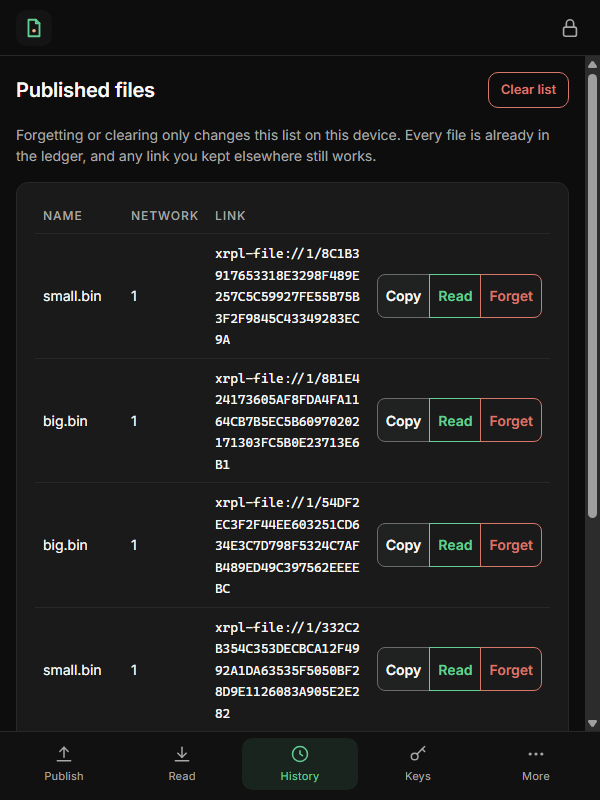 Published files
Clear list
Forgetting or clearing only changes this list on this device. Every file is already in
the ledger, and any link you kept elsewhere still works.
NAME NETWORK LINK
small.bin 1 xrpl-file://1/8C1B3
917653318E3298F489E
257C5C59927FE55B75B
3F2F9845C43349283EC
9A
Copy Read Forget
big.bin 1 xrpl-file://1/8B1E4
24173605AF8FDA4FA11
64CB7B5EC5B60970202
171303FC5B0E23713E6
B1
Copy Read Forget
big.bin 1 xrpl-file://1/54DF2
EC3F2F44EE603251CD6
34E3C7D798F5324C7AF
B489ED49C397562EEEE
BC
Copy Read Forget
small.bin 1 xrpl-file://1/332C2
B354C353DECBCA12F49
92A1DA63535F5050BF2
8D9E1126083A905E2E2
82
Copy Read Forget
Publish Read History Keys More